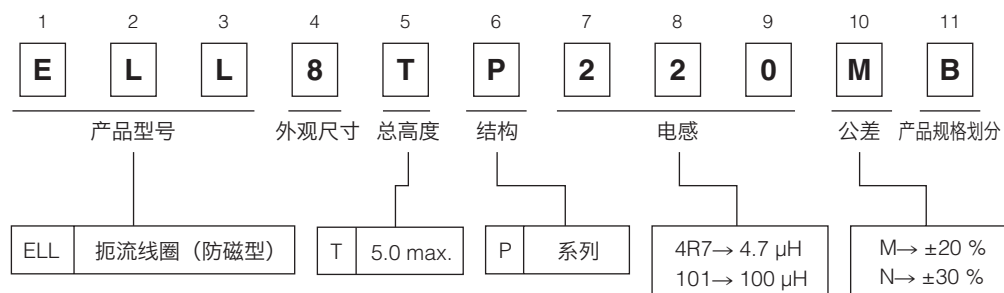 1 2 3 4 5 6 7 8 9 10 11
E L L 8 T P 2 2 0 M B
产品型号 外观尺寸 总高度 结构 电感 公差 产品规格划分
ELL 扼流线圈（防磁型） T 5.0 max. P 系列 4R7→ 4.7 µH M→ ±20 %
101→ 100 µH N→ ±30 %